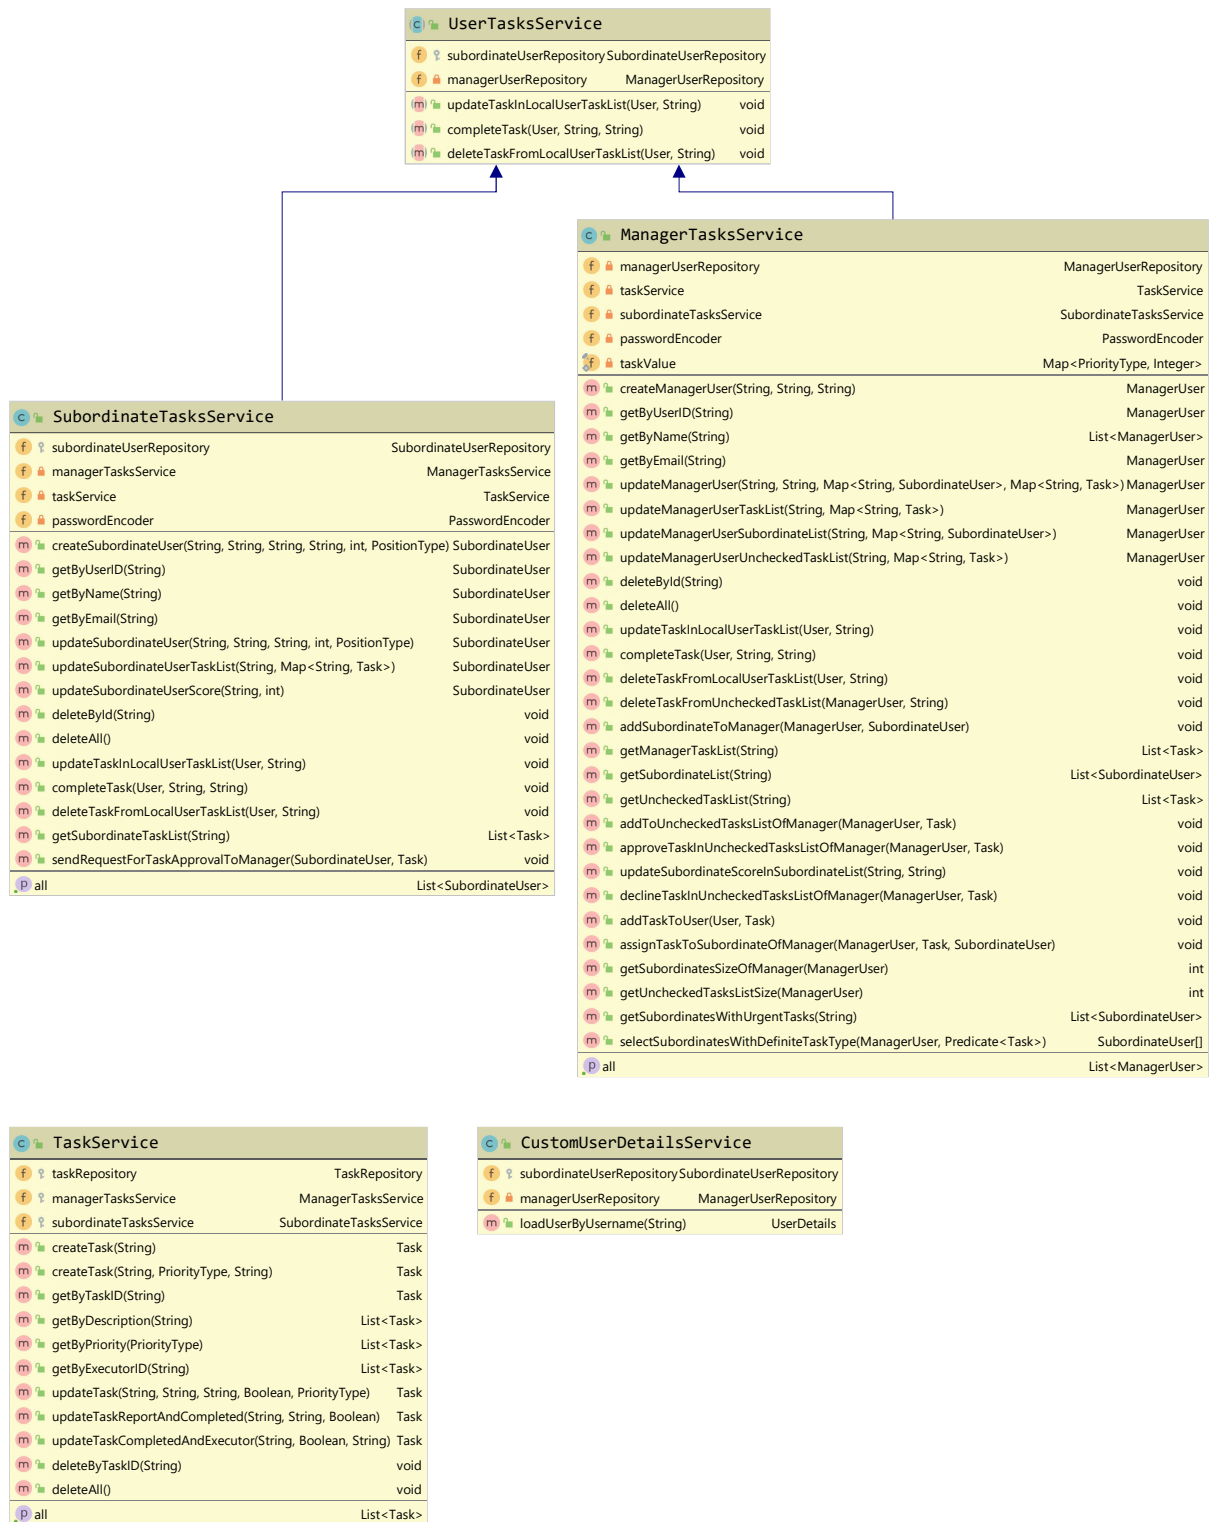 UserTasksService
subordinateUserRepository SubordinateUserRepository
managerUserRepository ManagerUserRepository
updateTaskInLocalUserTaskList(User, String) void
completeTask(User, String, String) void
deleteTaskFromLocalUserTaskList(User, String) void
ManagerTasksService
managerUserRepository ManagerUserRepository
taskService TaskService
subordinateTasksService SubordinateTasksService
passwordEncoder PasswordEncoder
taskValue Map<PriorityType, Integer>
createManagerUser(String, String, String) ManagerUser
getByUserID(String) ManagerUser
getByName(String) List<ManagerUser>
getByEmail(String) ManagerUser
updateManagerUser(String, String, Map<String, SubordinateUser>, Map<String, Task>) ManagerUser
updateManagerUserTaskList(String, Map<String, Task>) ManagerUser
updateManagerUserSubordinateList(String, Map<String, SubordinateUser>) ManagerUser
updateManagerUserUncheckedTaskList(String, Map<String, Task>) ManagerUser
deleteById(String) void
deleteAll() void
updateTaskInLocalUserTaskList(User, String) void
completeTask(User, String, String) void
deleteTaskFromLocalUserTaskList(User, String) void
deleteTaskFromUncheckedTaskList(ManagerUser, String) void
addSubordinateToManager(ManagerUser, SubordinateUser) void
getManagerTaskList(String) List<Task>
getSubordinateList(String) List<SubordinateUser>
getUncheckedTaskList(String) List<Task>
addToUncheckedTasksListOfManager(ManagerUser, Task) void
approveTaskInUncheckedTasksListOfManager(ManagerUser, Task) void
updateSubordinateScoreInSubordinateList(String, String) void
declineTaskInUncheckedTasksListOfManager(ManagerUser, Task) void
addTaskToUser(User, Task) void
assignTaskToSubordinateOfManager(ManagerUser, Task, SubordinateUser) void
getSubordinatesSizeOfManager(ManagerUser) int
getUncheckedTasksListSize(ManagerUser) int
getSubordinatesWithUrgentTasks(String) List<SubordinateUser>
selectSubordinatesWithDefiniteTaskType(ManagerUser, Predicate<Task>) SubordinateUser[]
all List<ManagerUser>
SubordinateTasksService
subordinateUserRepository SubordinateUserRepository
managerTasksService ManagerTasksService
taskService TaskService
passwordEncoder PasswordEncoder
createSubordinateUser(String, String, String, String, int, PositionType) SubordinateUser
getByUserID(String) SubordinateUser
getByName(String) SubordinateUser
getByEmail(String) SubordinateUser
updateSubordinateUser(String, String, String, int, PositionType) SubordinateUser
updateSubordinateUserTaskList(String, Map<String, Task>) SubordinateUser
updateSubordinateUserScore(String, int) SubordinateUser
deleteById(String) void
deleteAll() void
updateTaskInLocalUserTaskList(User, String) void
completeTask(User, String, String) void
deleteTaskFromLocalUserTaskList(User, String) void
getSubordinateTaskList(String) List<Task>
sendRequestForTaskApprovalToManager(SubordinateUser, Task) void
all List<SubordinateUser>
TaskService
taskRepository TaskRepository
managerTasksService ManagerTasksService
subordinateTasksService SubordinateTasksService
createTask(String) Task
createTask(String, PriorityType, String) Task
getByTaskID(String) Task
getByDescription(String) List<Task>
getByPriority(PriorityType) List<Task>
getByExecutorID(String) List<Task>
updateTask(String, String, String, Boolean, PriorityType) Task
updateTaskReportAndCompleted(String, String, Boolean) Task
updateTaskCompletedAndExecutor(String, Boolean, String) Task
deleteByTaskID(String) void
deleteAll() void
all List<Task>
CustomUserDetailsService
subordinateUserRepository SubordinateUserRepository
managerUserRepository ManagerUserRepository
loadUserByUsername(String) UserDetails